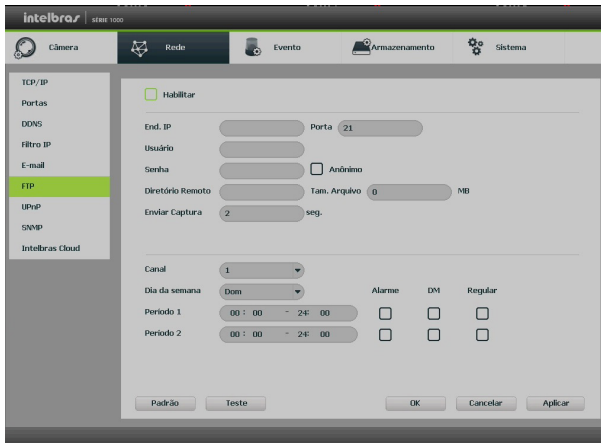 intelbras SÉRIE 1000
Câmera Rede Evento Armazenamento Sistema
TCP/IP
Portas
DDNS
Filtro IP
E-mail
FTP
UPnP
SNMP
Intelbras Cloud
Habilitar
End. IP Porta 21
Usuário
Senha Anônimo
Diretório Remoto Tam. Arquivo 0 MB
Enviar Captura 2 seg.
Canal 1
Dia da semana Dom Alarme DM Regular
Período 1 00 : 00 - 24: 00
Período 2 00 : 00 - 24: 00
Padrão Teste OK Cancelar Aplicar